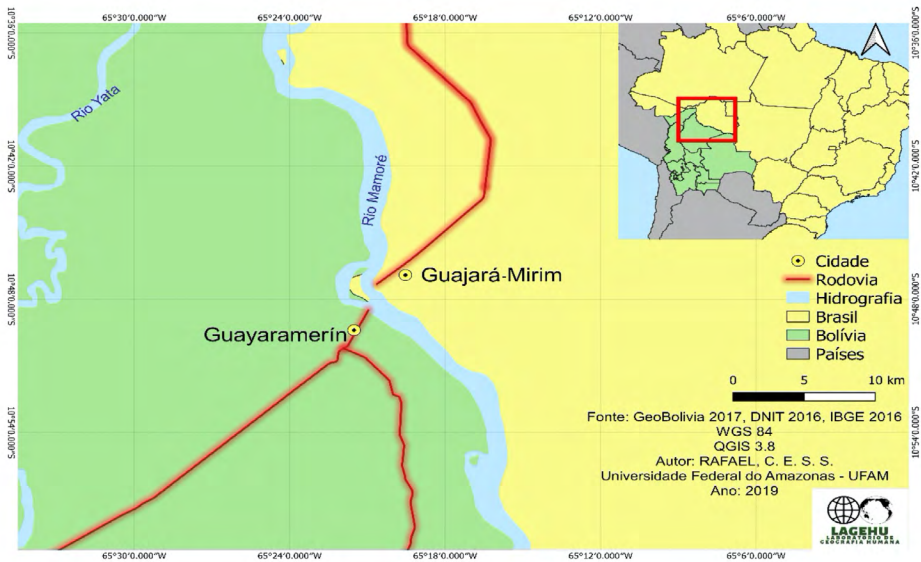 65°30'0.000"W 65°24'0.000"W 65°18'0.000"W 65°12'0.000"W 65°6'0.000"W
10°36'0.000"S
10°36'0.000"S
10°42'0.000"S
10°42'0.000"S
10°48'0.000"S
10°48'0.000"S
10°54'0.000"S
10°54'0.000"S
Rio Yata
Rio Mamoré
Guajará-Mirim
Guayaramerín
Cidade
Rodovia
Hidrografia
Brasil
Bolívia
Países
0 5 10 km
Fonte: GeoBolivia 2017, DNIT 2016, IBGE 2016
WGS 84
QGIS 3.8
Autor: RAFAEL, C. E. S. S.
Universidade Federal do Amazonas - UFAM
Ano: 2019
LAGEHU
LABORATÓRIO DE
GEOGRAFIA HUMANA
65°30'0.000"W 65°24'0.000"W 65°18'0.000"W 65°12'0.000"W 65°6'0.000"W